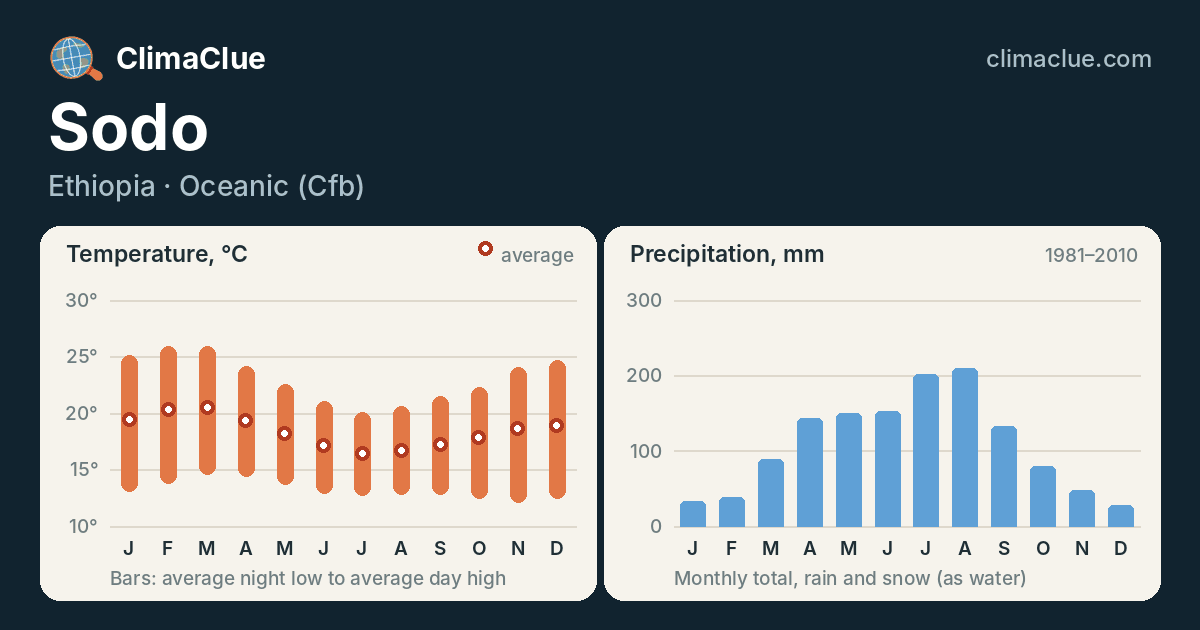 ClimaClue
climaclue.com
Sodo
Ethiopia · Oceanic (Cfb)
Temperature, °C
average
30°
25°
20°
15°
10°
J F M A M J J A S O N D
Bars: average night low to average day high
Precipitation, mm
1981–2010
300
200
100
0
J F M A M J J A S O N D
Monthly total, rain and snow (as water)